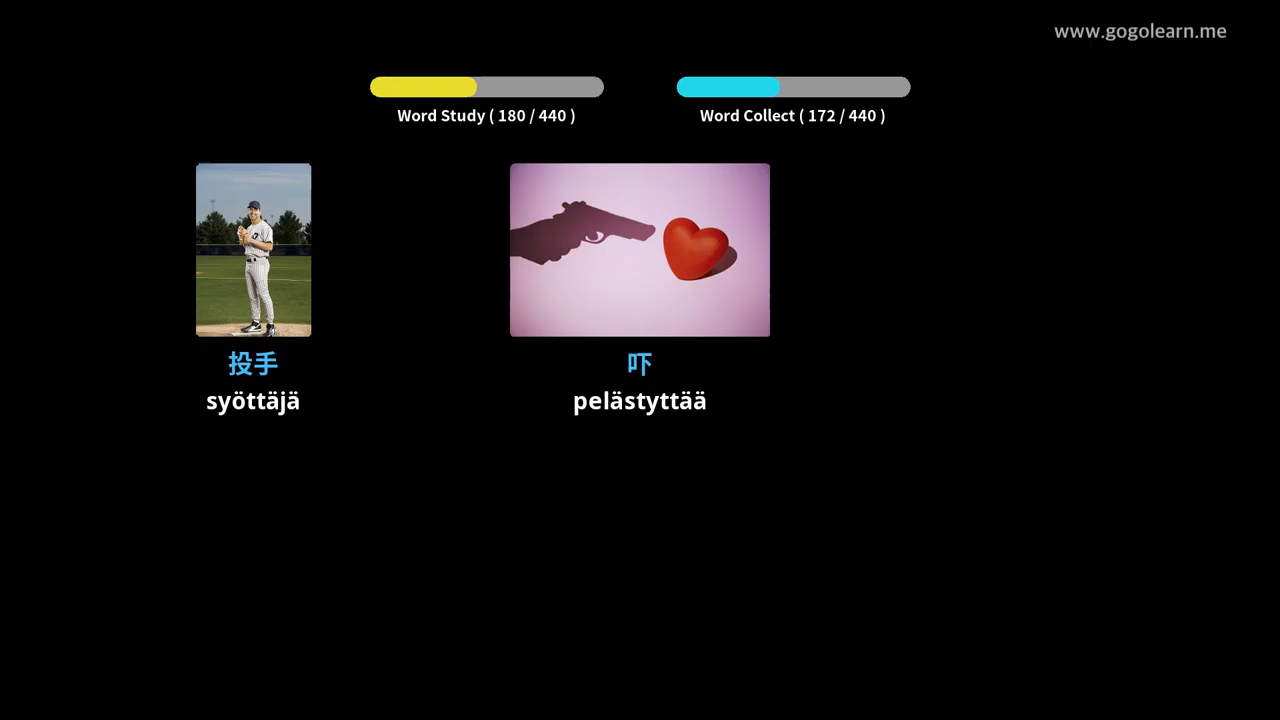 www.gogolearn.me
Word Study ( 180 / 440 )
Word Collect ( 172 / 440 )
投手
syöttäjä
吓
pelästyttää